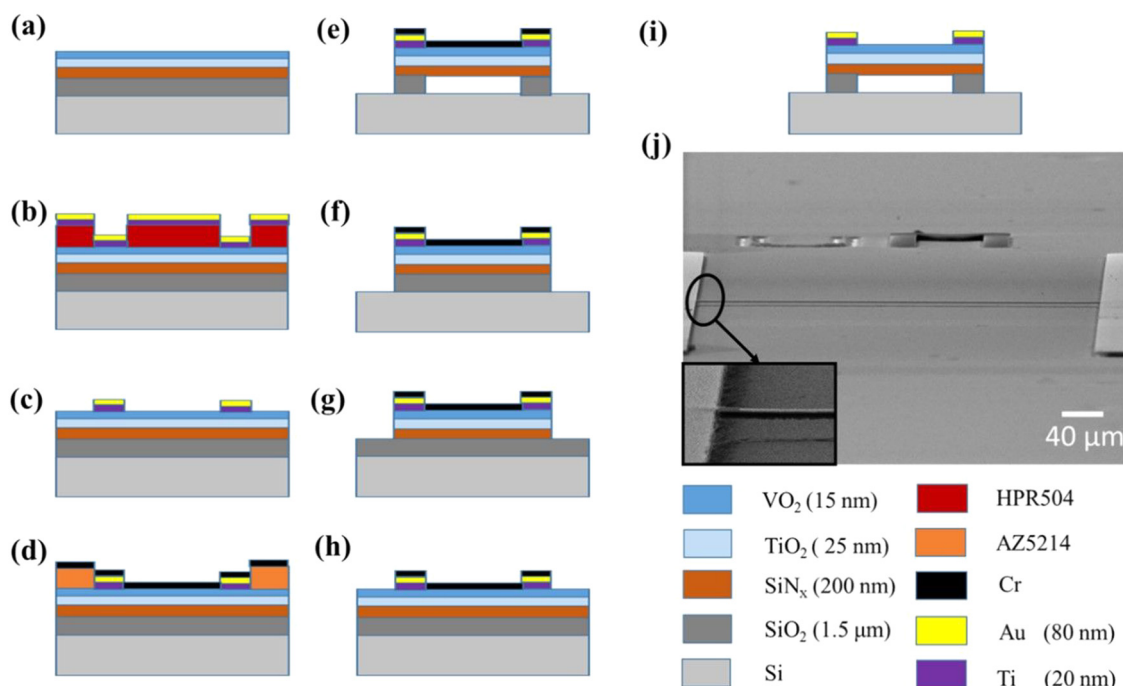 (a)
(e)
(i)
(j)
(b)
(f)
(c)
(g)
(d)
(h)
40 μm
VO₂ (15 nm)
HPR504
TiO₂ ( 25 nm)
AZ5214
SiNₓ (200 nm)
Cr
SiO₂ (1.5 μm)
Au (80 nm)
Si
Ti (20 nm)